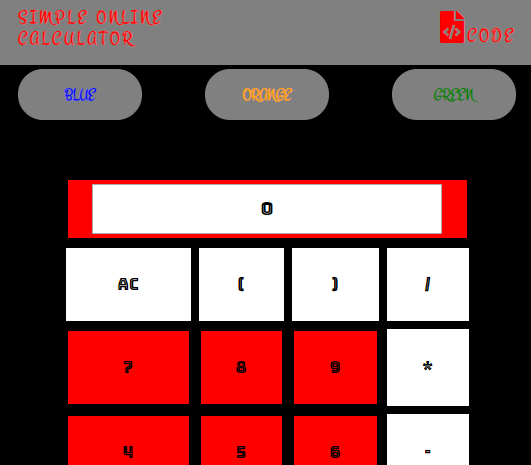 SIMPLE ONLINE
CALCULATOR
CODE
BLUE ORANGE GREEN
0
AC ( ) /
7 8 9 *
4 5 6 -